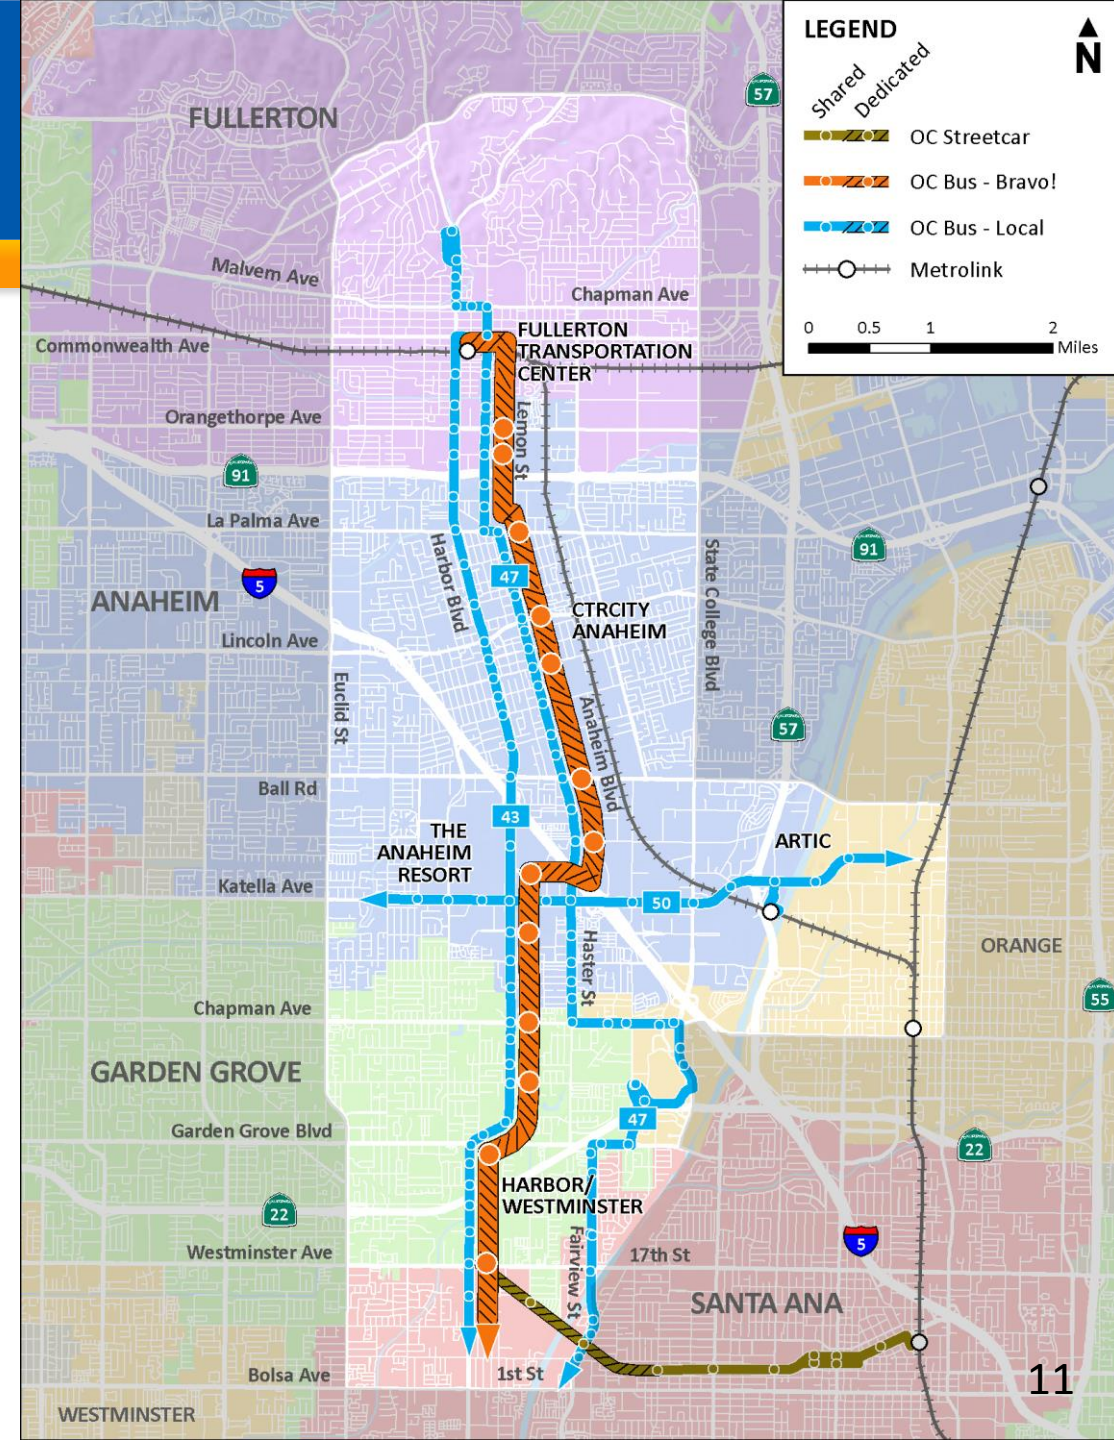 LEGEND
N
Shared
Dedicated
OC Streetcar
OC Bus - Bravo!
OC Bus - Local
Metrolink
0 0.5 1 2
Miles
57
FULLERTON
Malvern Ave
Chapman Ave
Commonwealth Ave
FULLERTON
TRANSPORTATION
CENTER
Orangethorpe Ave
Lemon St
91
La Palma Ave
Harbor Blvd
State College Blvd
91
5
47
ANAHEIM
CTRCITY
ANAHEIM
Lincoln Ave
Euclid St
Anaheim Blvd
57
Ball Rd
43
THE
ANAHEIM
RESORT
ARTIC
Katella Ave
50
Haster St
ORANGE
55
Chapman Ave
GARDEN GROVE
47
Garden Grove Blvd
22
HARBOR/
WESTMINSTER
22
Fairview St
5
Westminster Ave
17th St
SANTA ANA
Bolsa Ave
1st St
11
WESTMINSTER